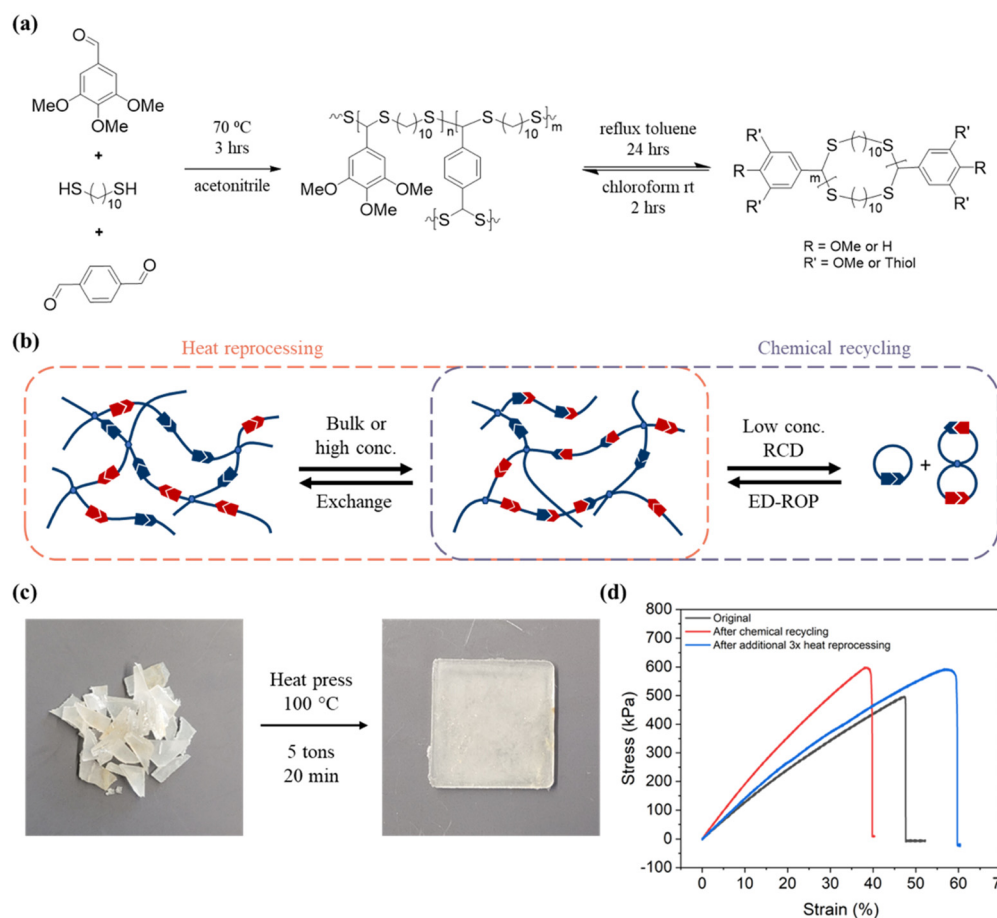 (a)
O
MeO
OMe
OMe
+
HS
SH
10
+
O
O
70 ºC
3 hrs
acetonitrile
S
S
S
S
S
S
10
n
10
m
MeO
OMe
OMe
S
S
reflux toluene
24 hrs
chloroform rt
2 hrs
R'
R
R'
S
S
10
m
S
S
10
R'
R
R'
R = OMe or H
R' = OMe or Thiol
(b)
Heat reprocessing
Chemical recycling
Bulk or
high conc.
Exchange
Low conc.
RCD
ED-ROP
+
(c)
Heat press
100 °C
5 tons
20 min
(d)
Original
After chemical recycling
After additional 3x heat reprocessing
Stress (kPa)
800
700
600
500
400
300
200
100
0
-100
0 10 20 30 40 50 60 7
Strain (%)